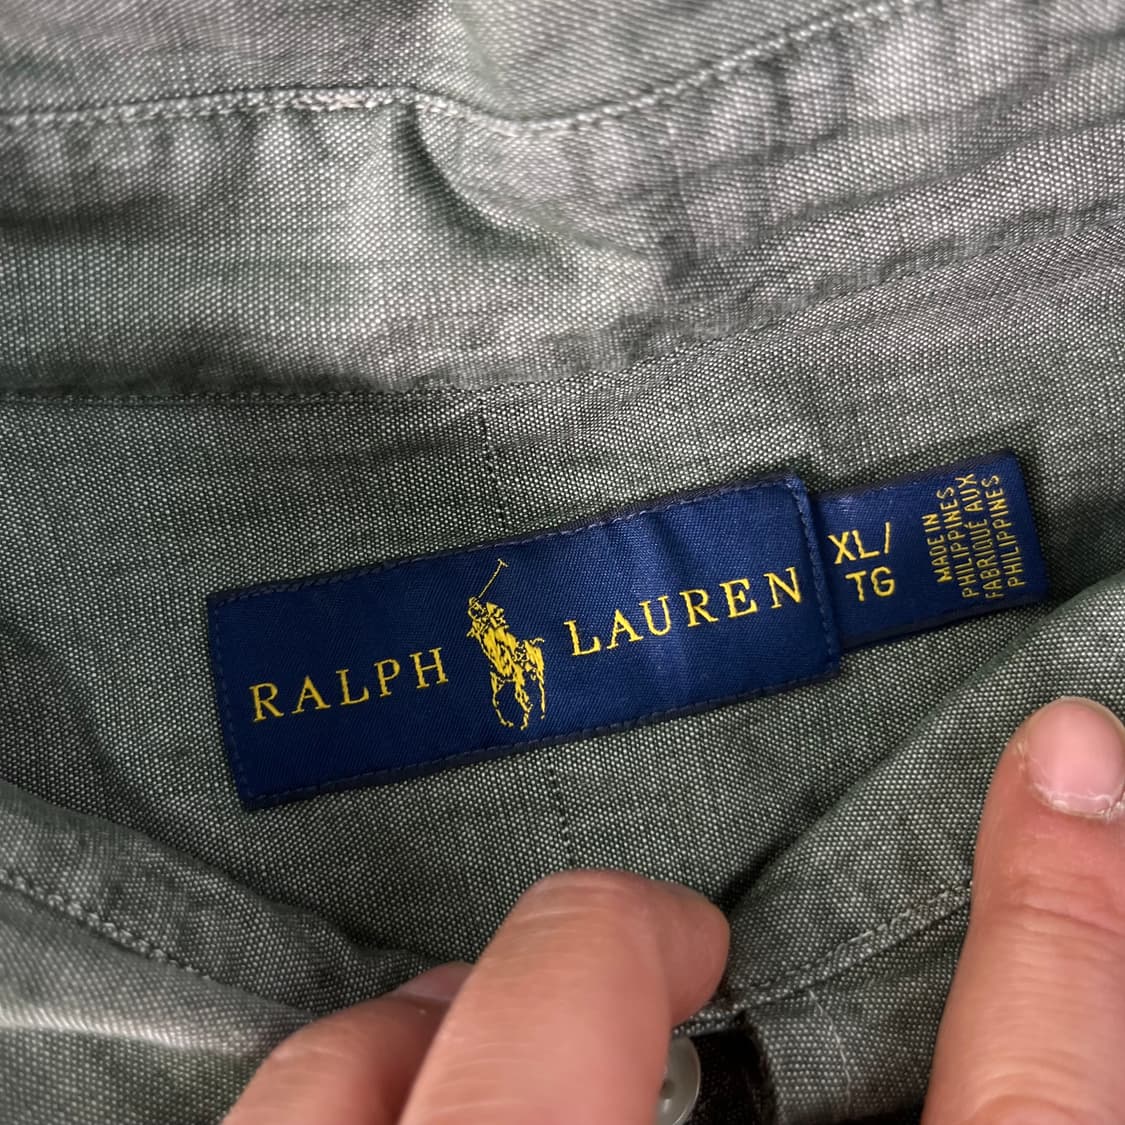 RALPH LAUREN
XL/
TG
MADE IN
PHILIPPINES
FABRIQUÉ AUX
PHILIPPINES